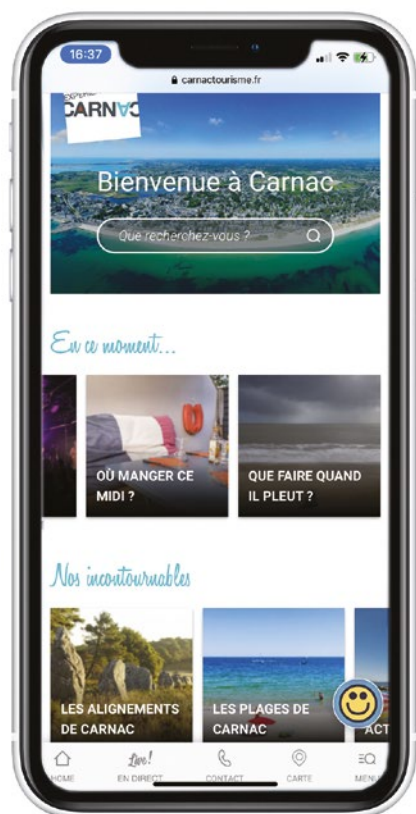 16:37
carnactourisme.fr
CARNAC
Bienvenue à Carnac
Que recherchez-vous ?
En ce moment...
OÙ MANGER CE
MIDI ?
QUE FAIRE QUAND
IL PLEUT ?
Nos incontournables
LES ALIGNEMENTS
DE CARNAC
LES PLAGES DE
CARNAC
ACT
HOME
Live!
EN DIRECT
CONTACT
CARTE
MENU